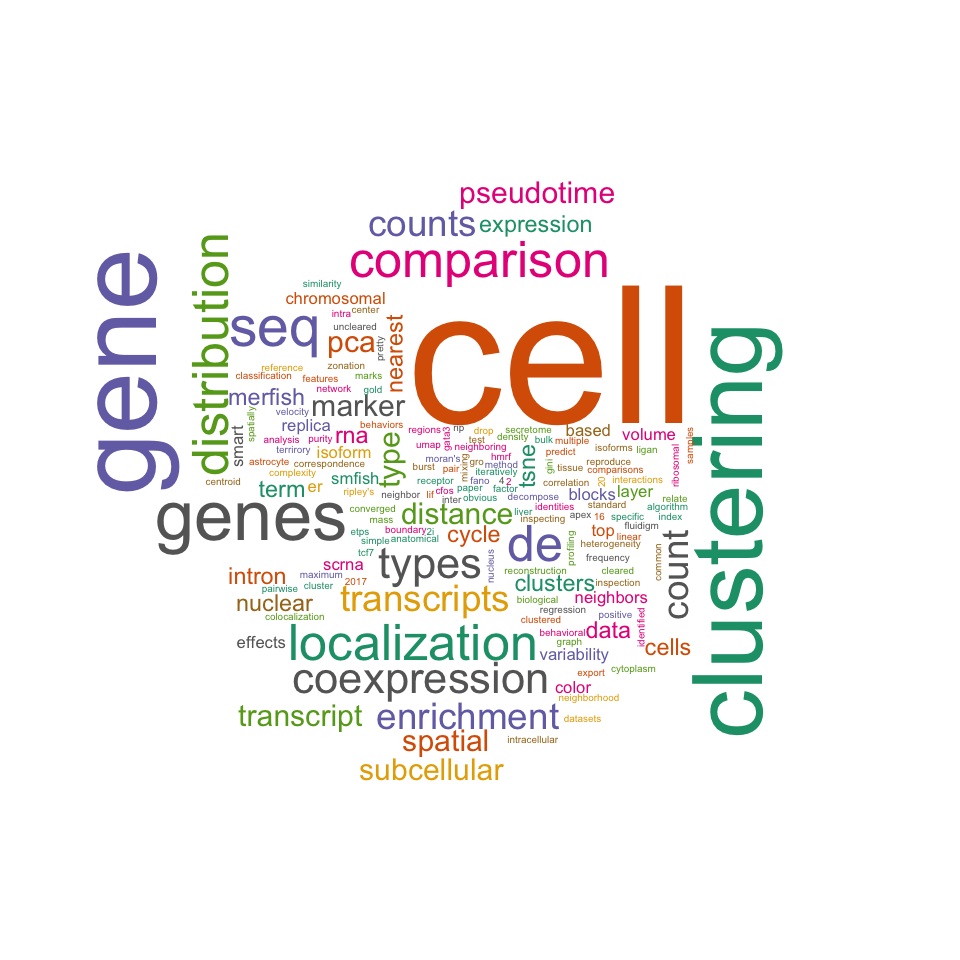 pseudotime
counts
expression
comparison
cell
gene
distribution
clustering
similarity
chromosomal
intra
center
seq
uncleared
pca
pretty
nearest
zonation
reference
classification
features
marks
network
gold
merfish
marker
velocity
behaviors
replica
spatially
smart
analysis
purity
rna
terrirory
isoform
type
astrocyte
correspondence
complexity
centroid
term
er
smfish
ripley's
neighbor
lif
regions
gata3
rip
drop
secretome
based
volume
umap
neighboring
test
density
bulk
multiple
isoforms
ligan
samples
ribosomal
moran's
hmrf
tsne
predict
burst
pair
mixing
gro
method
gini
tissue
reproduce
comparisons
iteratively
receptor
fano
4
2
correlation
20
interactions
cfos
paper
factor
decompose
blocks
layer
inter
obvious
liver
identities
standard
relate
algorithm
genes
converged
mass
distance
inspecting
apex
16
specific
index
etps
boundary
2i
cycle
de
top
linear
fluidigm
simple
anatomical
profiling
heterogeneity
count
tcf7
types
nucleus
frequency
common
scrna
reconstruction
cleared
intron
maximum
2017
clusters
inspection
pairwise
cluster
transcripts
biological
neighbors
nuclear
colocalization
regression
positive
clustered
identified
effects
localization
behavioral
data
graph
variability
cells
coexpression
export
cytoplasm
color
neighborhood
transcript
enrichment
datasets
spatial
intracellular
subcellular